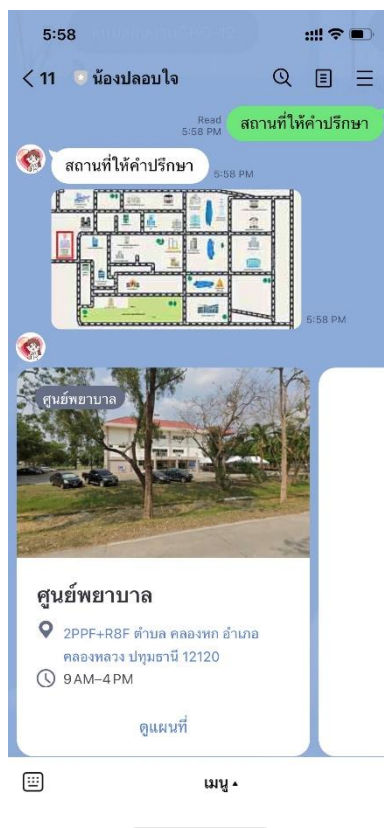 5:58
11 น้องปลอบใจ
Read
5:58 PM
สถานที่ให้คำปรึกษา
สถานที่ให้คำปรึกษา
5:58 PM
5:58 PM
ศูนย์พยาบาล
ศูนย์พยาบาล
2PPF+R8F ตำบล คลองหก อำเภอ
คลองหลวง ปทุมธานี 12120
9 AM–4 PM
ดูแผนที่
เมนู